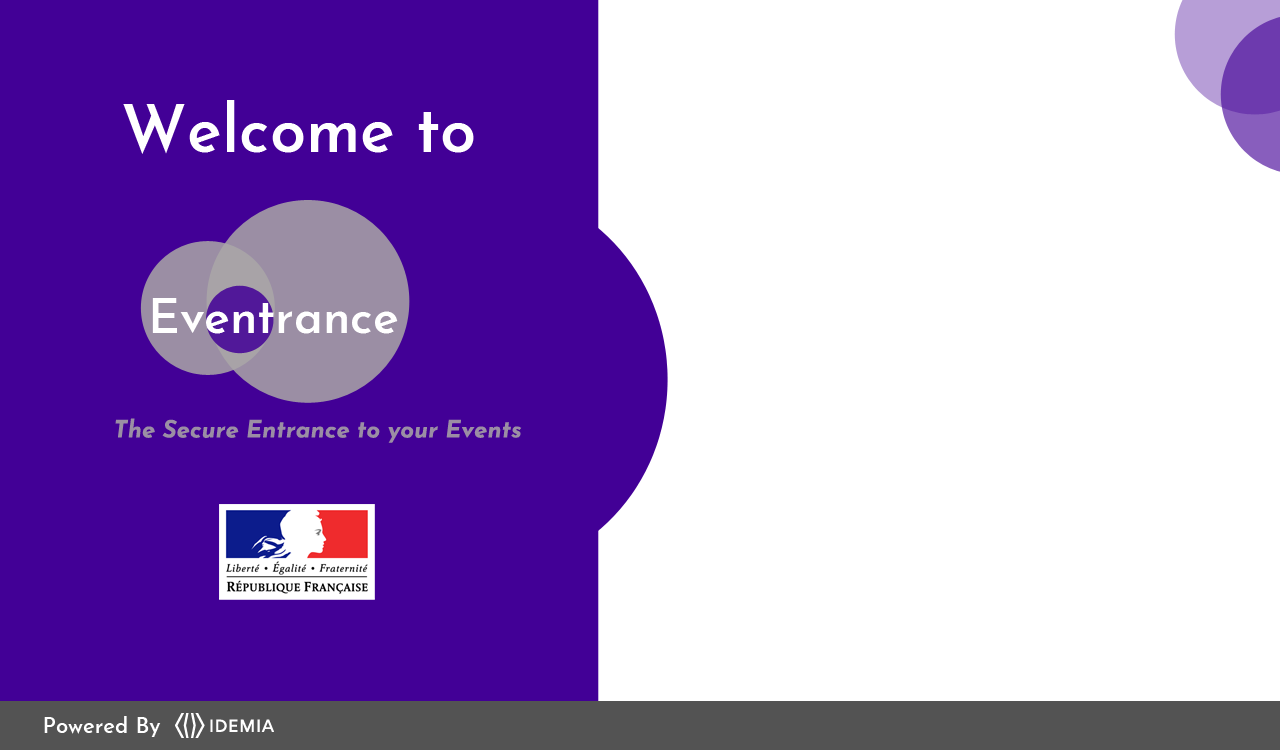 Welcome to
Eventrance
The Secure Entrance to your Events
Liberté • Égalité • Fraternité
RÉPUBLIQUE FRANÇAISE
Powered By IDEMIA